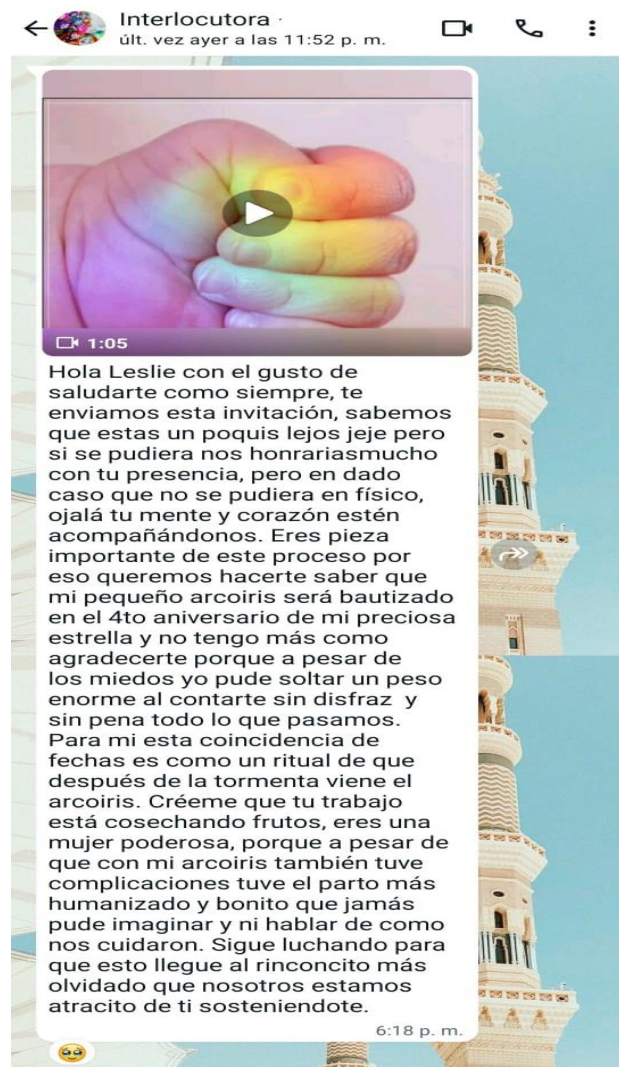 Interlocutora ·
últ. vez ayer a las 11:52 p. m.
1:05
Hola Leslie con el gusto de
saludarte como siempre, te
enviamos esta invitación, sabemos
que estas un poquis lejos jeje pero
si se pudiera nos honrariasmucho
con tu presencia, pero en dado
caso que no se pudiera en físico,
ojalá tu mente y corazón estén
acompañándonos. Eres pieza
importante de este proceso por
eso queremos hacerte saber que
mi pequeño arcoiris será bautizado
en el 4to aniversario de mi preciosa
estrella y no tengo más como
agradecerte porque a pesar de
los miedos yo pude soltar un peso
enorme al contarte sin disfraz y
sin pena todo lo que pasamos.
Para mi esta coincidencia de
fechas es como un ritual de que
después de la tormenta viene el
arcoiris. Créeme que tu trabajo
está cosechando frutos, eres una
mujer poderosa, porque a pesar de
que con mi arcoiris también tuve
complicaciones tuve el parto más
humanizado y bonito que jamás
pude imaginar y ni hablar de como
nos cuidaron. Sigue luchando para
que esto llegue al rinconcito más
olvidado que nosotros estamos
atracito de ti sosteniendote.
6:18 p. m.